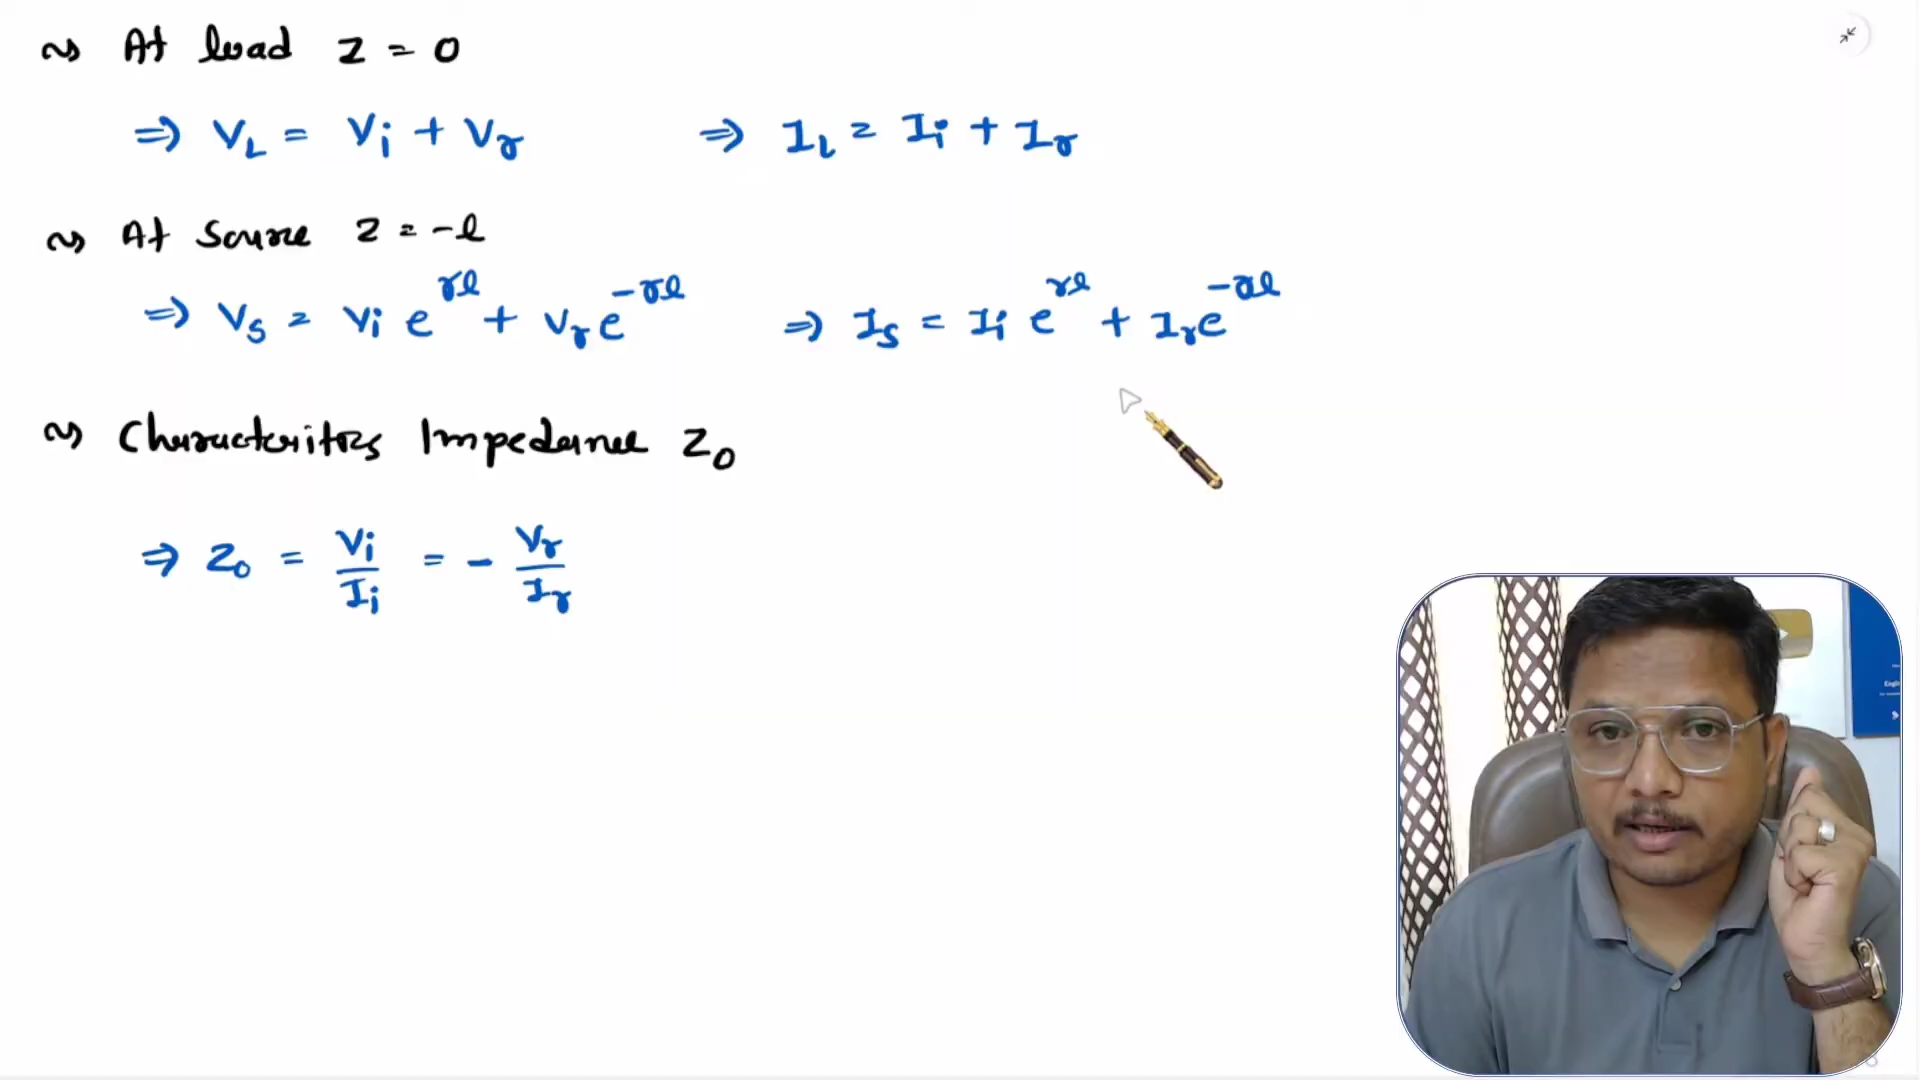 ~> At load Z = 0
⇒ V_L = V_i + V_r ⇒ I_L = I_i + I_r
~> At Source Z = -l
⇒ V_s = V_i e^{γl} + V_r e^{-γl} ⇒ I_s = I_i e^{γl} + I_r e^{-γl}
~> Characteristics Impedance Z_0
⇒ Z_0 = V_i / I_i = - V_r / I_r